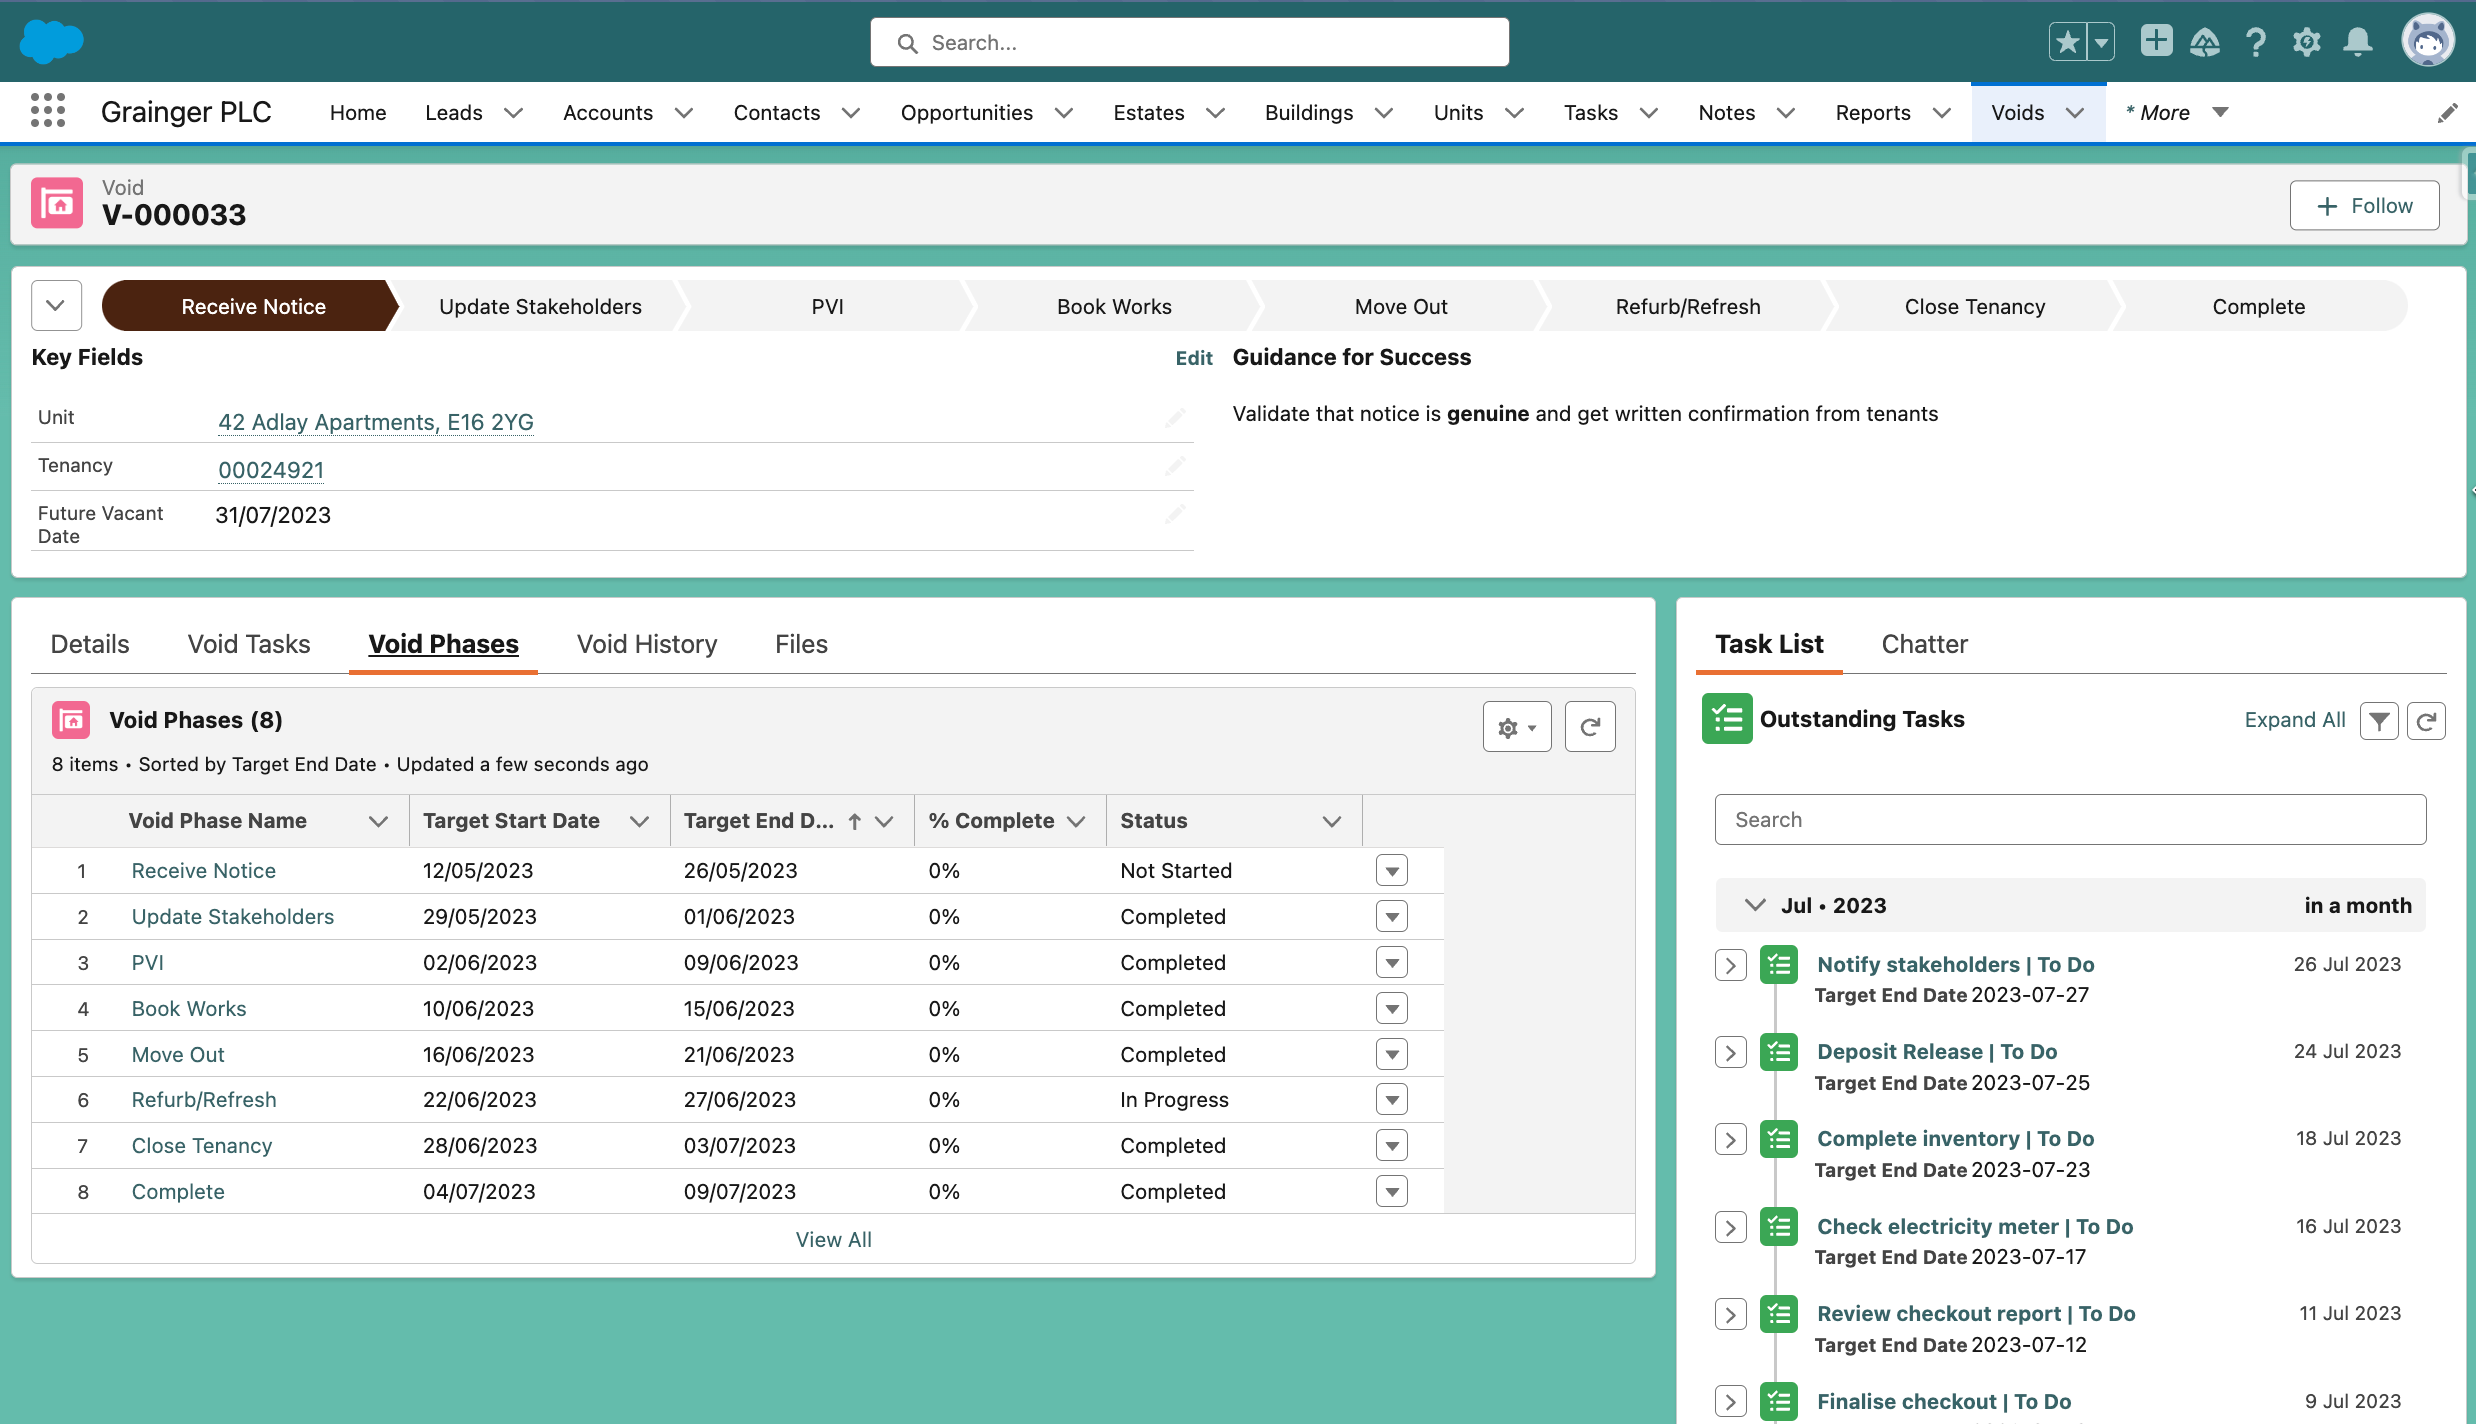 Search...
Grainger PLC
Home
Leads
Accounts
Contacts
Opportunities
Estates
Buildings
Units
Tasks
Notes
Reports
Voids
* More
Void
V-000033
Follow
Receive Notice
Update Stakeholders
PVI
Book Works
Move Out
Refurb/Refresh
Close Tenancy
Complete
Key Fields
Edit
Guidance for Success
Unit
42 Adlay Apartments, E16 2YG
Validate that notice is genuine and get written confirmation from tenants
Tenancy
00024921
Future Vacant
Date
31/07/2023
Details
Void Tasks
Void Phases
Void History
Files
Void Phases (8)
8 items • Sorted by Target End Date • Updated a few seconds ago
Void Phase Name Target Start Date Target End D... % Complete Status
1 Receive Notice 12/05/2023 26/05/2023 0% Not Started
2 Update Stakeholders 29/05/2023 01/06/2023 0% Completed
3 PVI 02/06/2023 09/06/2023 0% Completed
4 Book Works 10/06/2023 15/06/2023 0% Completed
5 Move Out 16/06/2023 21/06/2023 0% Completed
6 Refurb/Refresh 22/06/2023 27/06/2023 0% In Progress
7 Close Tenancy 28/06/2023 03/07/2023 0% Completed
8 Complete 04/07/2023 09/07/2023 0% Completed
View All
Task List
Chatter
Outstanding Tasks
Expand All
Search
Jul • 2023 in a month
Notify stakeholders | To Do 26 Jul 2023
Target End Date 2023-07-27
Deposit Release | To Do 24 Jul 2023
Target End Date 2023-07-25
Complete inventory | To Do 18 Jul 2023
Target End Date 2023-07-23
Check electricity meter | To Do 16 Jul 2023
Target End Date 2023-07-17
Review checkout report | To Do 11 Jul 2023
Target End Date 2023-07-12
Finalise checkout | To Do 9 Jul 2023